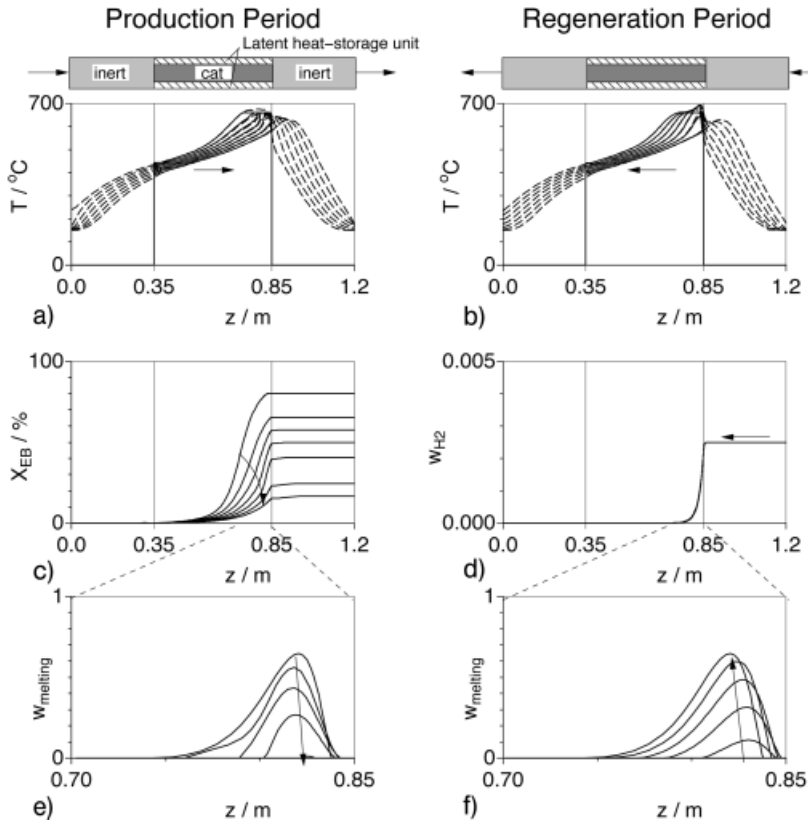 Production Period
Regeneration Period
Latent heat-storage unit
inert
cat
inert
700
T / °C
0
0.0 0.35 0.85 1.2
a) z / m
700
T / °C
0
0.0 0.35 0.85 1.2
b) z / m
100
X_EB / %
0
0.0 0.35 0.85 1.2
c) z / m
0.005
w_H2
0.000
0.0 0.35 0.85 1.2
d) z / m
1
w_melting
0
0.70 0.85
e) z / m
1
w_melting
0
0.70 0.85
f) z / m